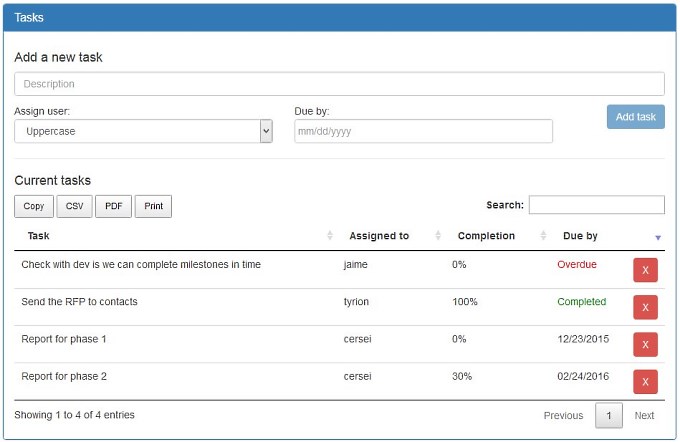 Tasks
Add a new task
Description
Assign user: Due by:
Uppercase mm/dd/yyyy Add task
Current tasks
Copy CSV PDF Print Search:
Task Assigned to Completion Due by
Check with dev is we can complete milestones in time jaime 0% Overdue X
Send the RFP to contacts tyrion 100% Completed X
Report for phase 1 cersei 0% 12/23/2015 X
Report for phase 2 cersei 30% 02/24/2016 X
Showing 1 to 4 of 4 entries Previous 1 Next